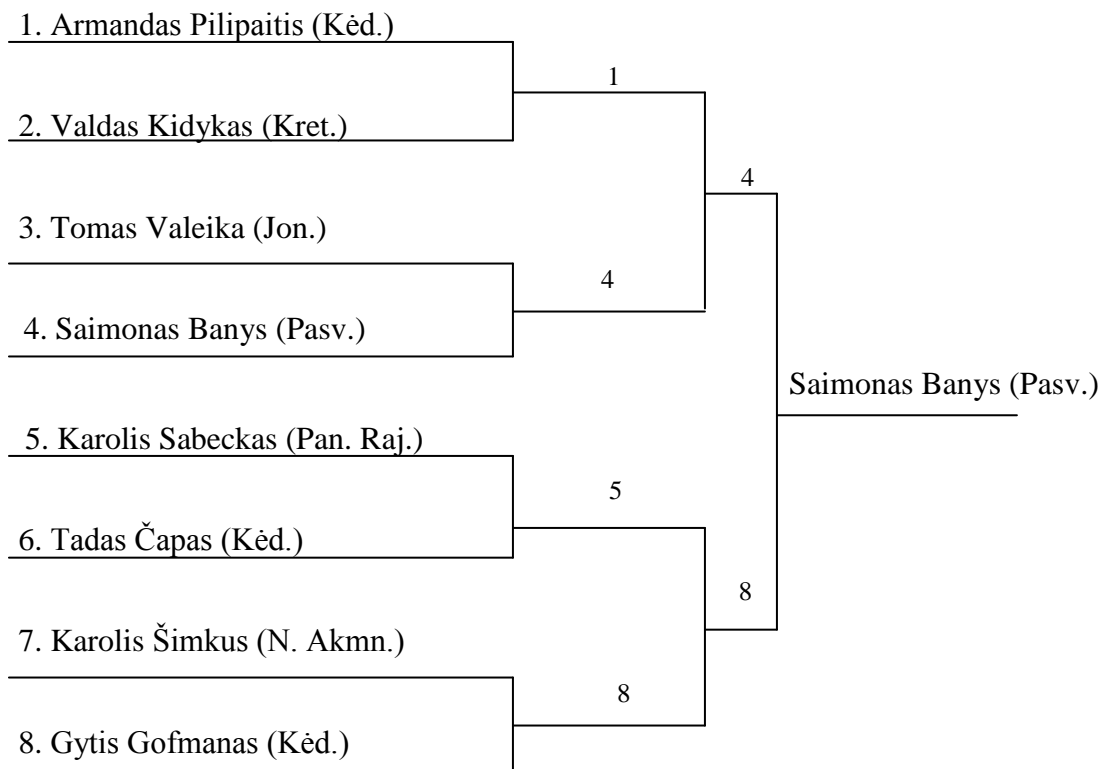 1. Armandas Pilipaitis (Kėd.)
1
2. Valdas Kidykas (Kret.)
4
3. Tomas Valeika (Jon.)
4
4. Saimonas Banys (Pasv.)
Saimonas Banys (Pasv.)
5. Karolis Sabeckas (Pan. Raj.)
5
6. Tadas Čapas (Kėd.)
8
7. Karolis Šimkus (N. Akmn.)
8
8. Gytis Gofmanas (Kėd.)